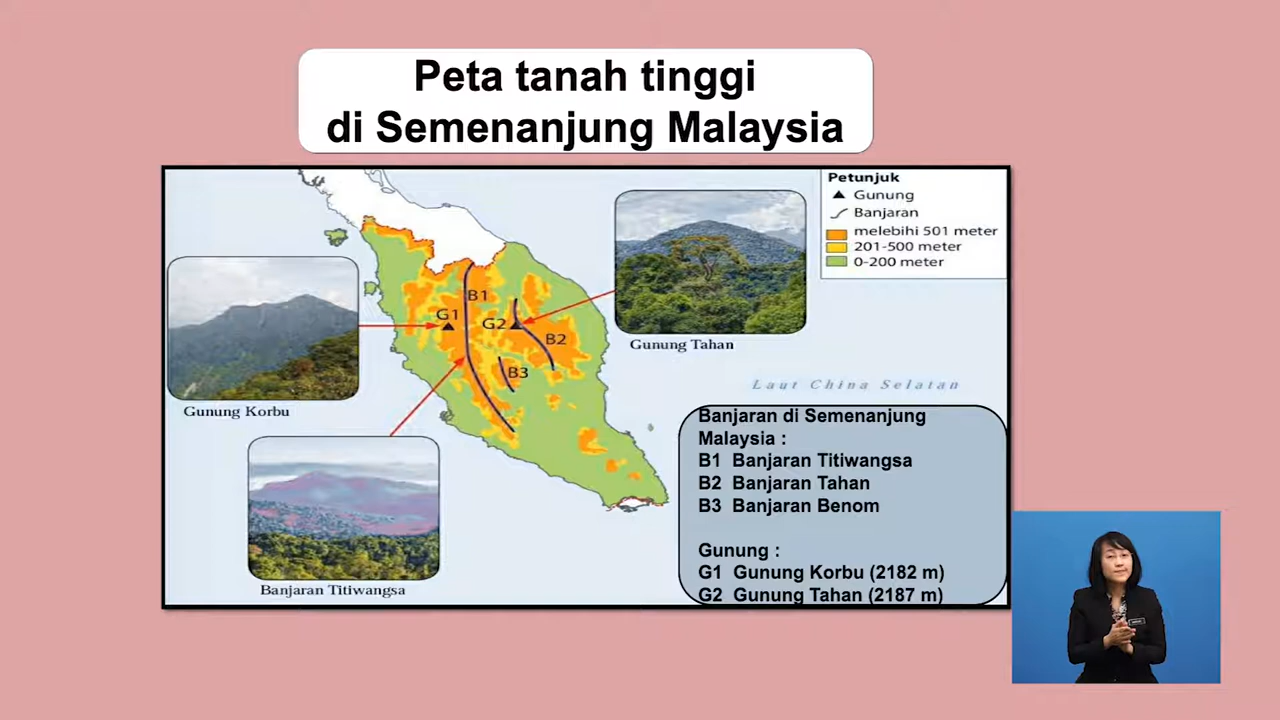 Peta tanah tinggi
di Semenanjung Malaysia
Petunjuk
Gunung
Banjaran
melebihi 501 meter
201-500 meter
0-200 meter
B1
G1
G2
B2
B3
Gunung Tahan
Gunung Korbu
Banjaran Titiwangsa
Laut China Selatan
Banjaran di Semenanjung
Malaysia :
B1 Banjaran Titiwangsa
B2 Banjaran Tahan
B3 Banjaran Benom
Gunung :
G1 Gunung Korbu (2182 m)
G2 Gunung Tahan (2187 m)